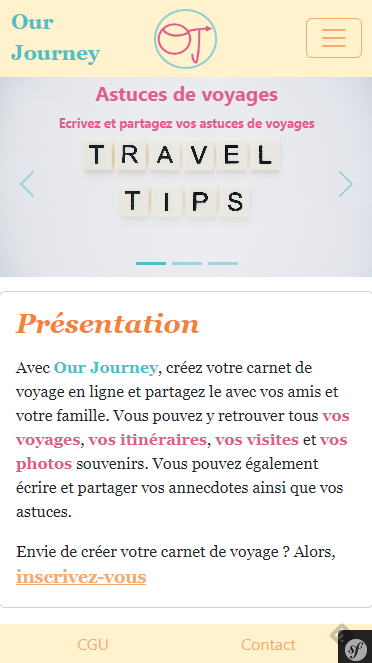 Our
Journey
OJ
Astuces de voyages
Ecrivez et partagez vos astuces de voyages
TRAVEL
TIPS
Présentation
Avec Our Journey, créez votre carnet de
voyage en ligne et partagez le avec vos amis et
votre famille. Vous pouvez y retrouver tous vos
voyages, vos itinéraires, vos visites et vos
photos souvenirs. Vous pouvez également
écrire et partager vos annecdotes ainsi que vos
astuces.
Envie de créer votre carnet de voyage ? Alors,
inscrivez-vous
CGU
Contact
sf